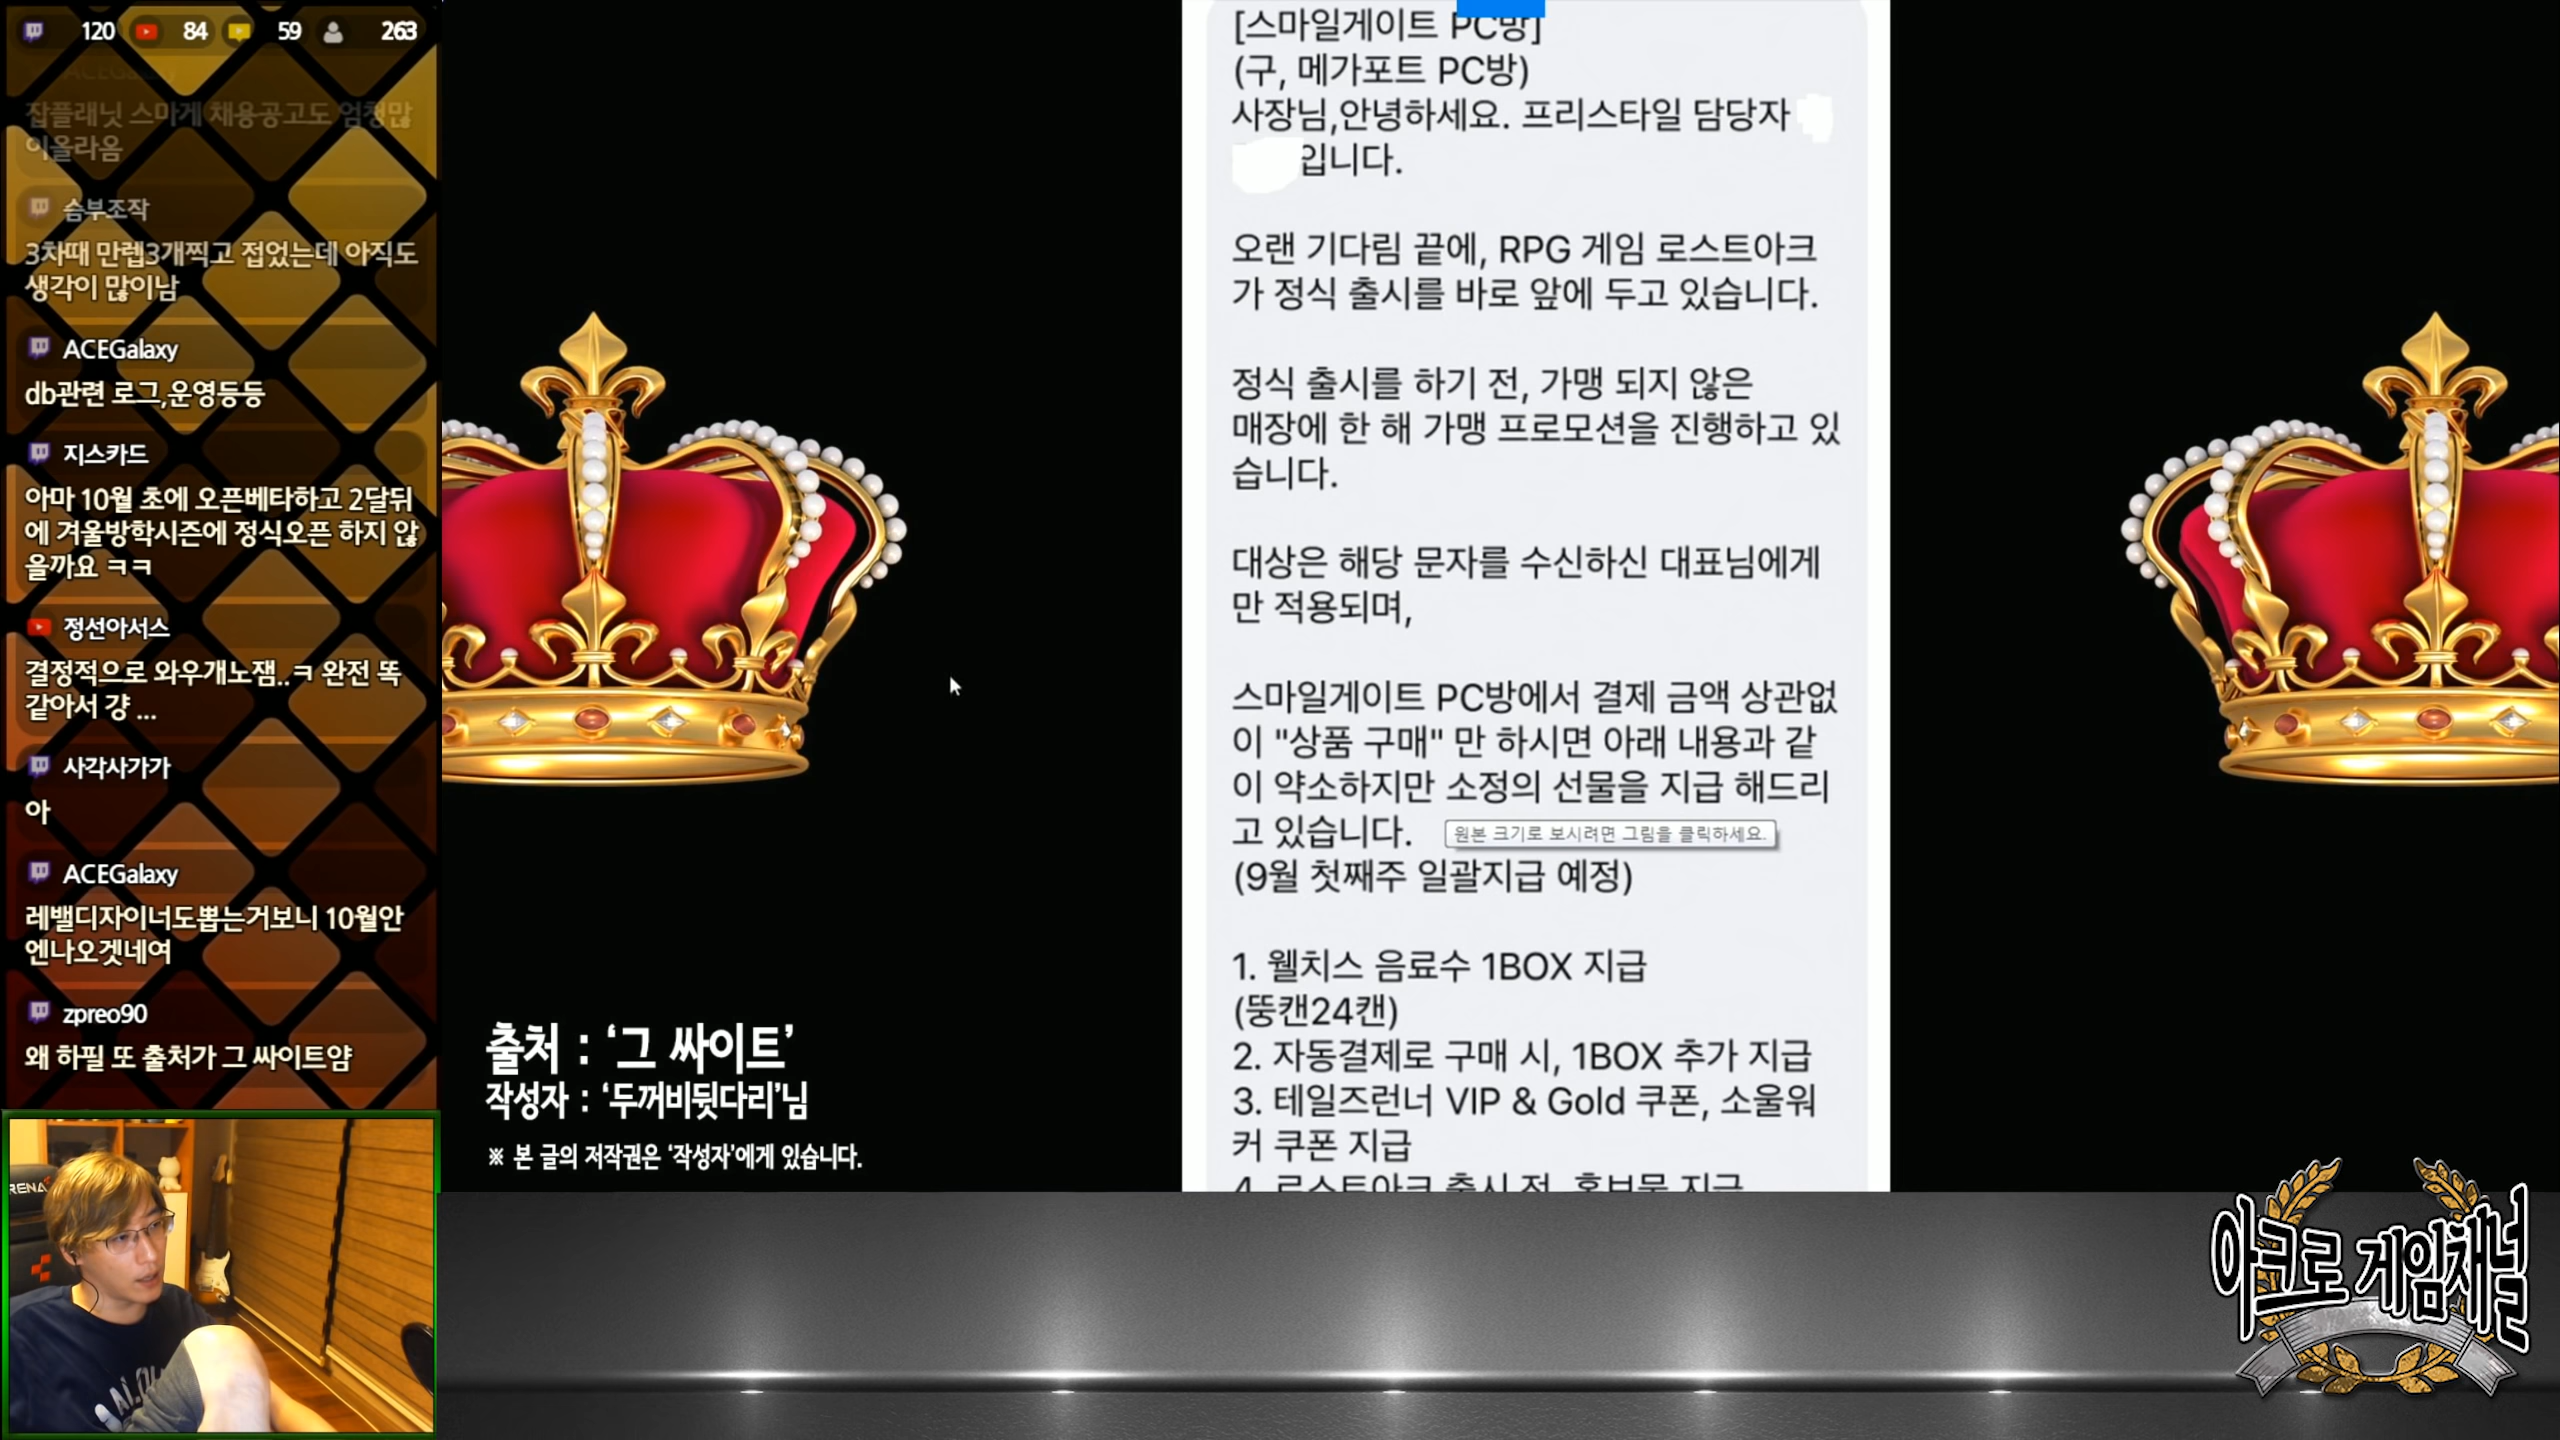 120 84 59 263
ACEGalaxy
잡플래닛 스마게 채용공고도 엄청많
이올라옴
슴부조작
3차때 만렙3개찍고 접었는데 아직도
생각이 많이남
ACEGalaxy
db관련 로그,운영등등
지스카드
아마 10월 초에 오픈베타하고 2달뒤
에 겨울방학시즌에 정식오픈 하지 않
을까요 ㅋㅋ
정선아서스
결정적으로 와우개노잼..ㅋ 완전 똑
같아서 걍 ...
사각사가가
아
ACEGalaxy
레밸디자이너도뽑는거보니 10월안
엔나오겟네여
zpreo90
왜 하필 또 출처가 그 싸이트얌
출처 : ‘그 싸이트’
작성자 : ‘두꺼비뒷다리’님
※ 본 글의 저작권은 ‘작성자’에게 있습니다.
[스마일게이트 PC방]
(구, 메가포트 PC방)
사장님,안녕하세요. 프리스타일 담당자
입니다.
오랜 기다림 끝에, RPG 게임 로스트아크
가 정식 출시를 바로 앞에 두고 있습니다.
정식 출시를 하기 전, 가맹 되지 않은
매장에 한 해 가맹 프로모션을 진행하고 있
습니다.
대상은 해당 문자를 수신하신 대표님에게
만 적용되며,
스마일게이트 PC방에서 결제 금액 상관없
이 "상품 구매" 만 하시면 아래 내용과 같
이 약소하지만 소정의 선물을 지급 해드리
고 있습니다.
원본 크기로 보시려면 그림을 클릭하세요.
(9월 첫째주 일괄지급 예정)
1. 웰치스 음료수 1BOX 지급
(뚱캔24캔)
2. 자동결제로 구매 시, 1BOX 추가 지급
3. 테일즈런너 VIP & Gold 쿠폰, 소울워
커 쿠폰 지급
4. 로스트아크 출시 전, 홍보물 지급
아크로 게임채널